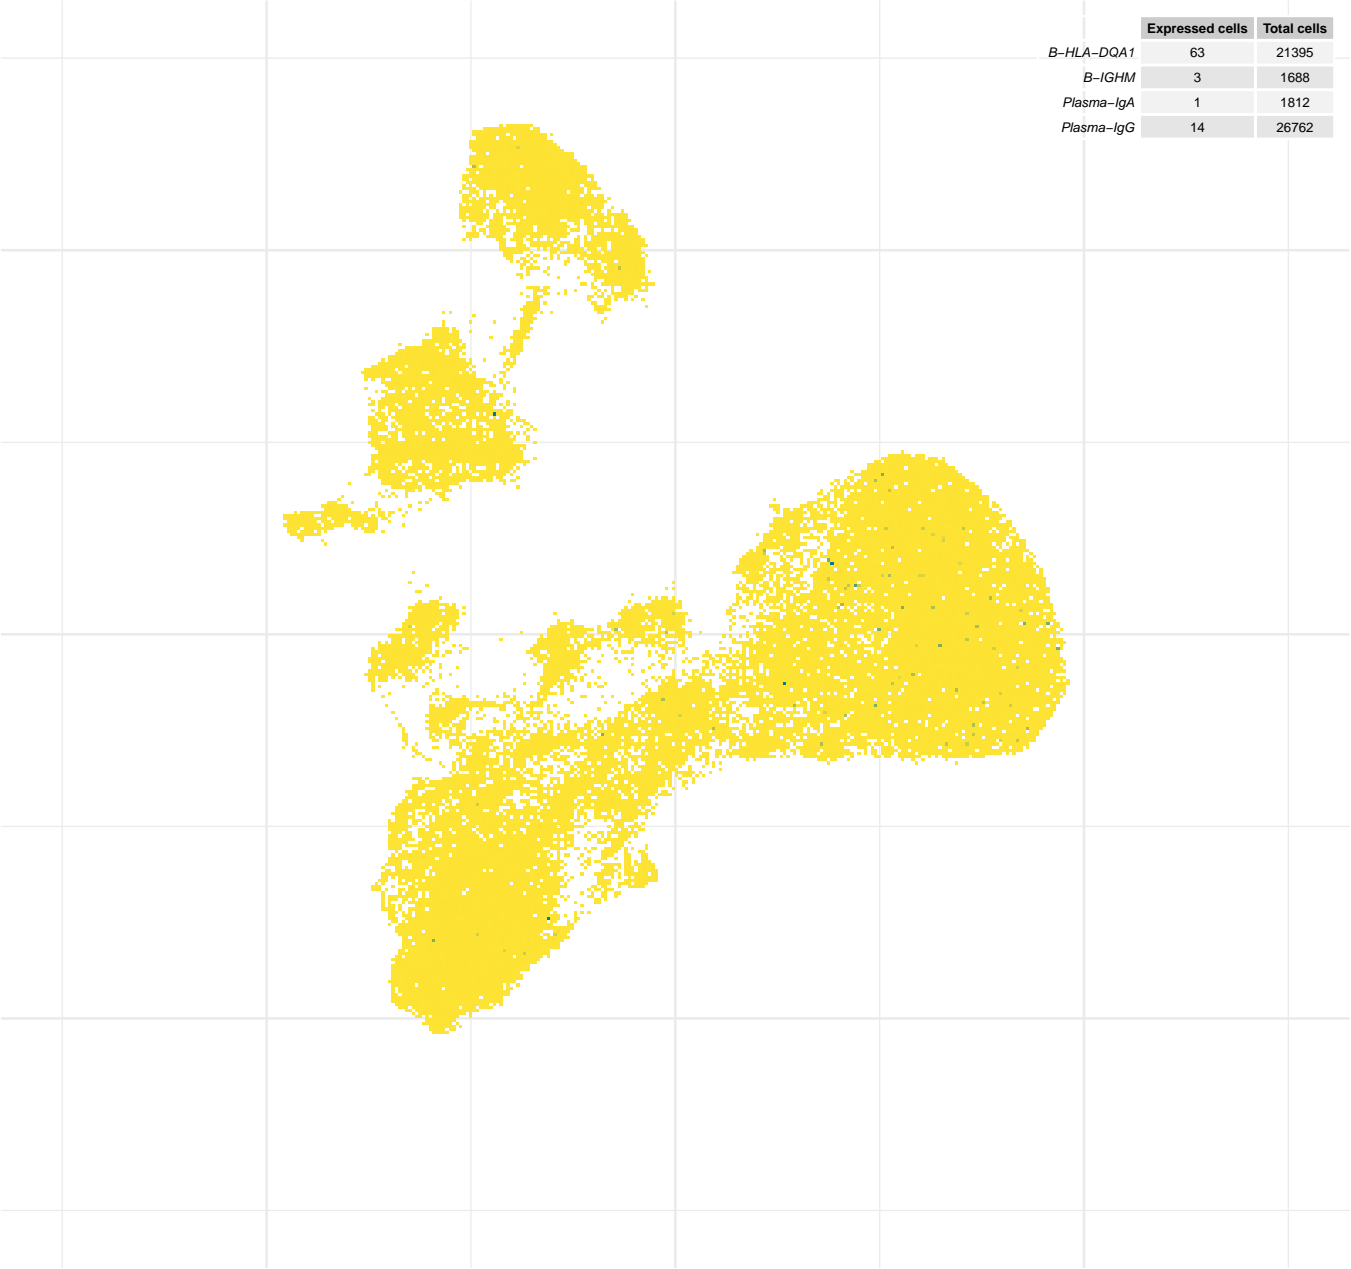 Expressed cells Total cells
B−HLA−DQA1 63 21395
B−IGHM 3 1688
Plasma−IgA 1 1812
Plasma−IgG 14 26762